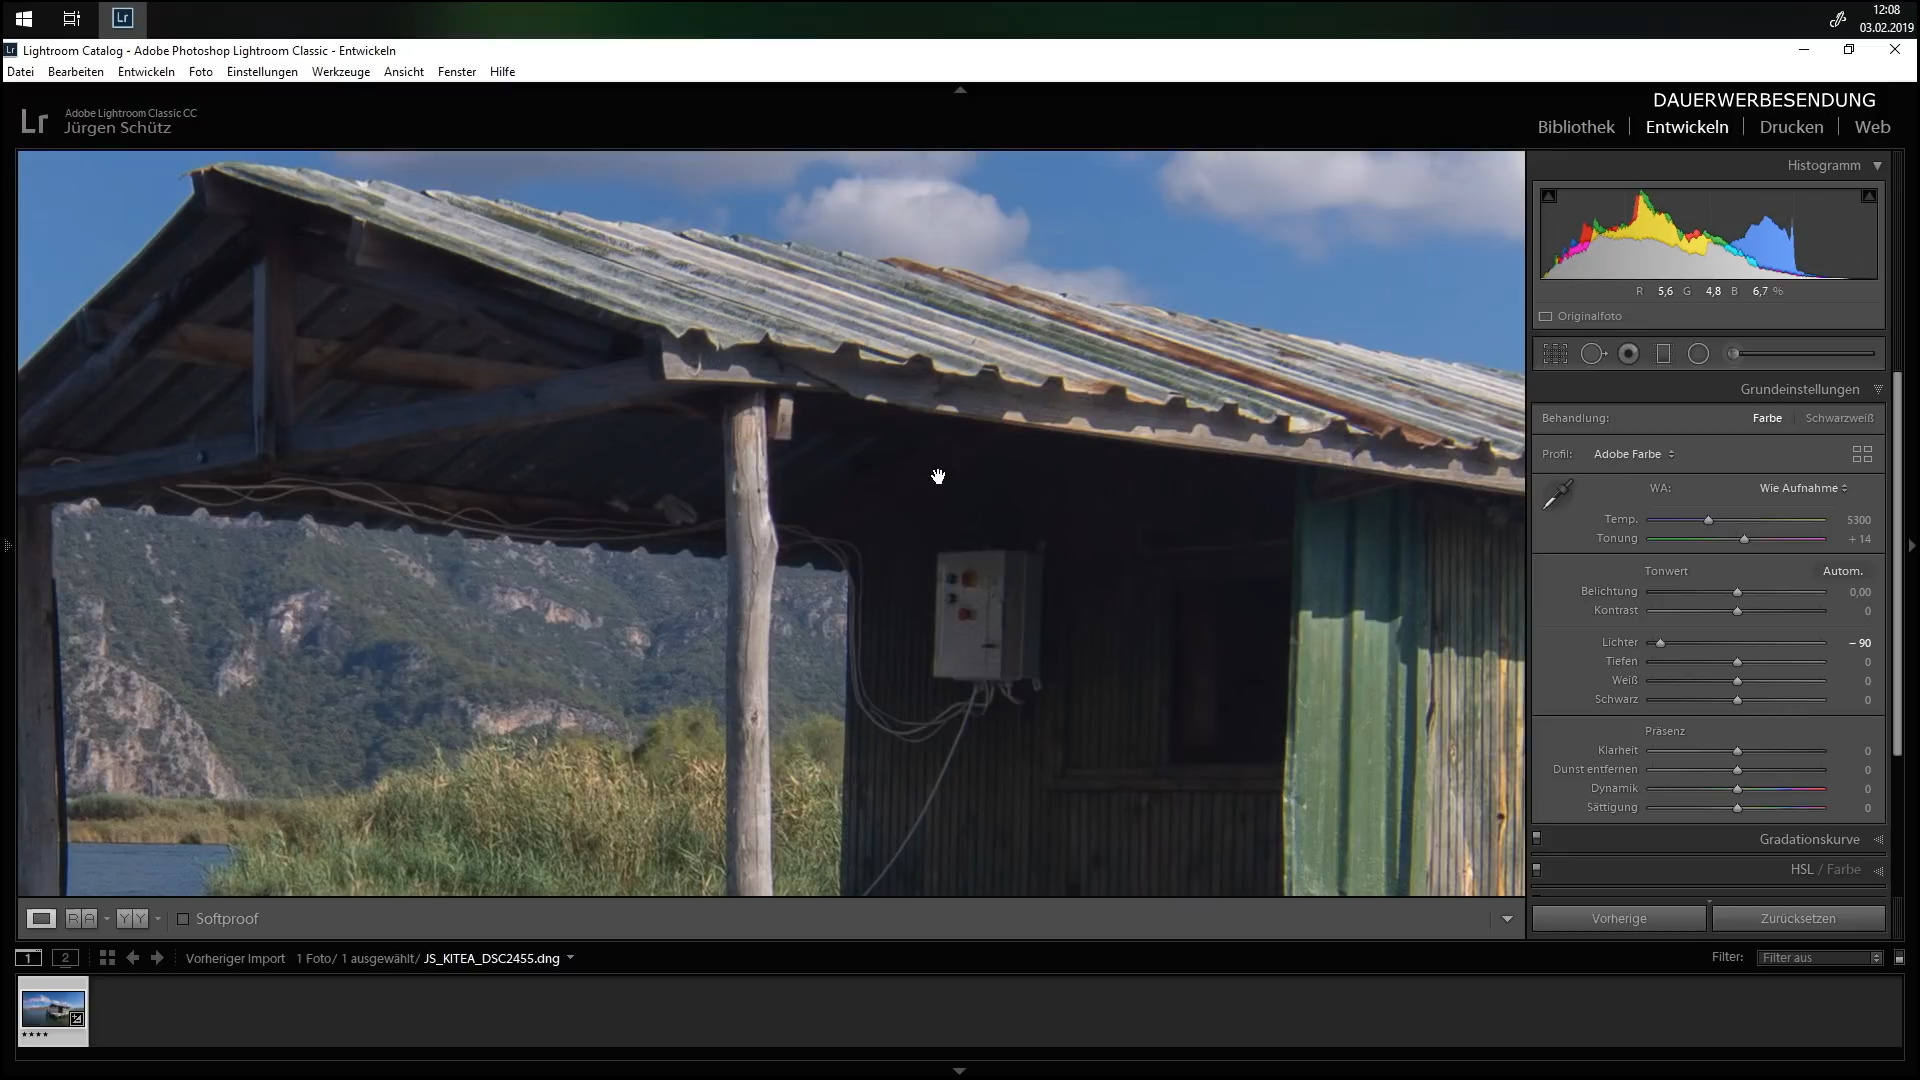 12:08
03.02.2019
Lr Lightroom Catalog - Adobe Photoshop Lightroom Classic - Entwickeln
Datei Bearbeiten Entwickeln Foto Einstellungen Werkzeuge Ansicht Fenster Hilfe
DAUERWERBESENDUNG
Lr Adobe Lightroom Classic CC
Jürgen Schütz
Bibliothek Entwickeln Drucken Web
Histogramm
R 5,6 G 4,8 B 6,7 %
Originalfoto
Grundeinstellungen
Behandlung: Farbe Schwarzweiß
Profil: Adobe Farbe
WA: Wie Aufnahme
Temp. 5300
Tonung + 14
Tonwert Autom.
Belichtung 0,00
Kontrast 0
Lichter – 90
Tiefen 0
Weiß 0
Schwarz 0
Präsenz
Klarheit 0
Dunst entfernen 0
Dynamik 0
Sättigung 0
Gradationskurve
HSL / Farbe
R A Y Y Softproof
Vorherige Zurücksetzen
1 2 Vorheriger Import 1 Foto/ 1 ausgewählt/ JS_KITEA_DSC2455.dng
Filter: Filter aus